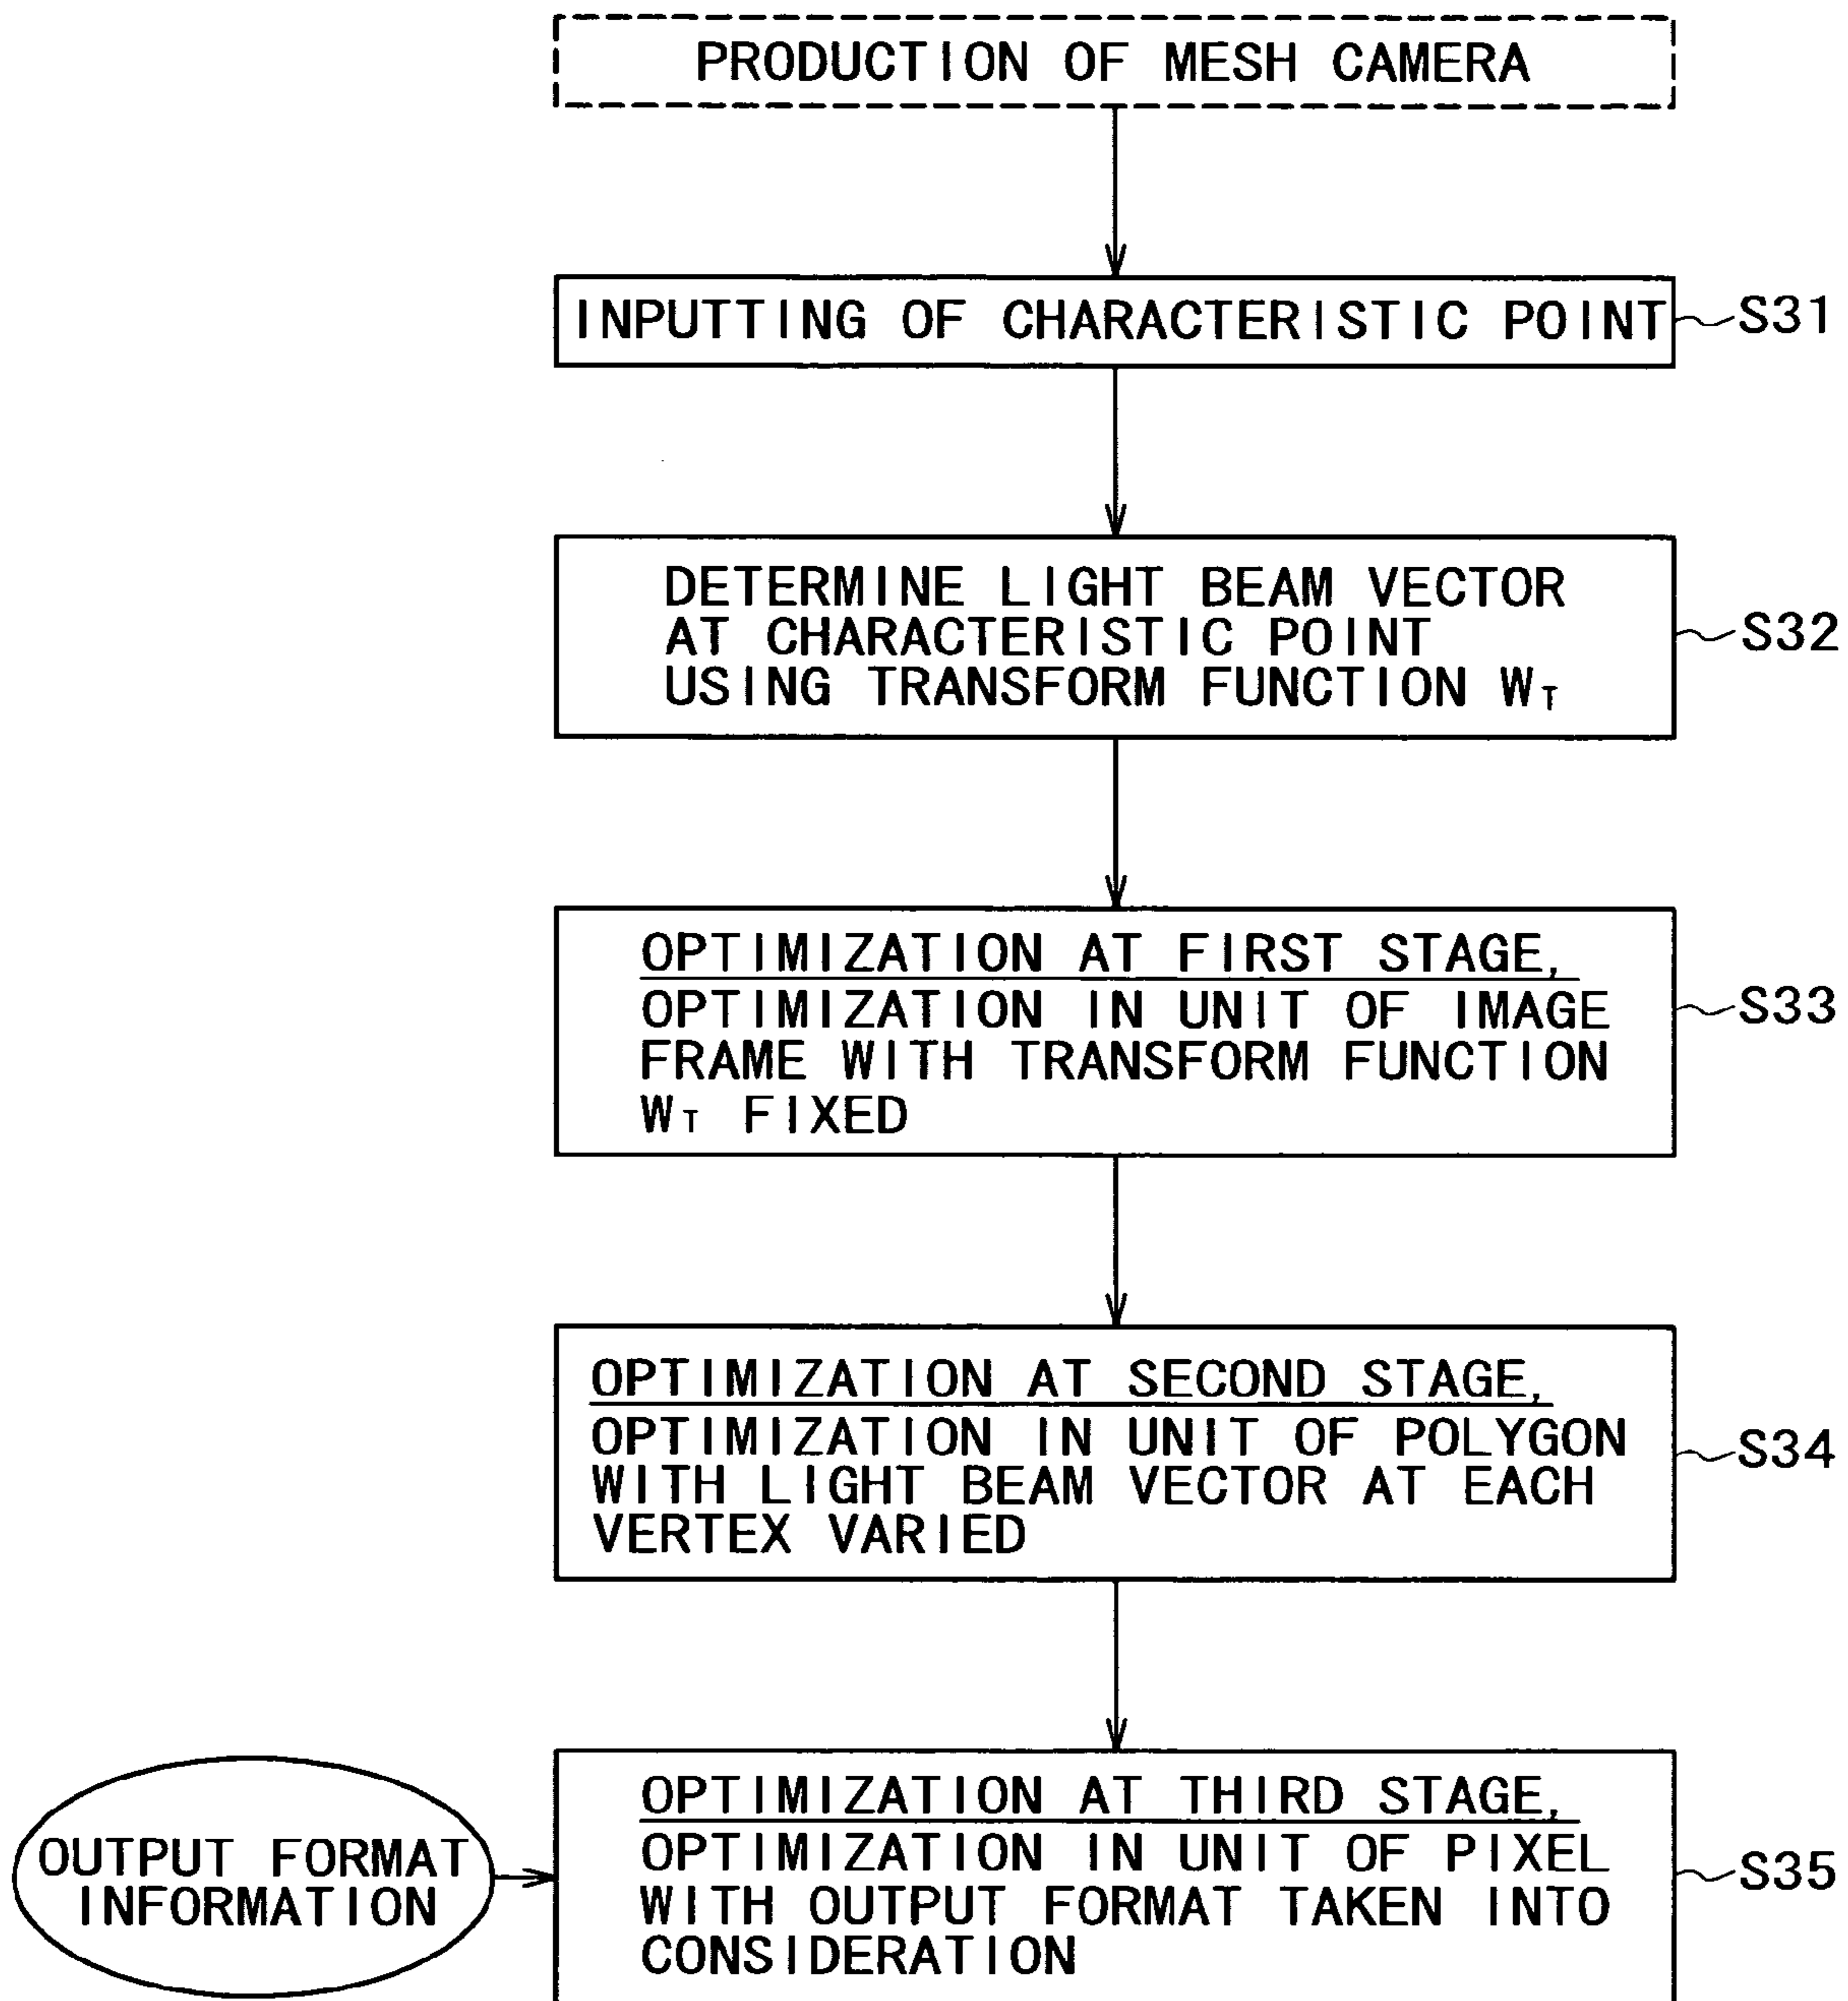 PRODUCTION OF MESH CAMERA
INPUTTING OF CHARACTERISTIC POINT
S31
DETERMINE LIGHT BEAM VECTOR
AT CHARACTERISTIC POINT
USING TRANSFORM FUNCTION WT
S32
OPTIMIZATION AT FIRST STAGE,
OPTIMIZATION IN UNIT OF IMAGE
FRAME WITH TRANSFORM FUNCTION
WT FIXED
S33
OPTIMIZATION AT SECOND STAGE,
OPTIMIZATION IN UNIT OF POLYGON
WITH LIGHT BEAM VECTOR AT EACH
VERTEX VARIED
S34
OUTPUT FORMAT
INFORMATION
OPTIMIZATION AT THIRD STAGE,
OPTIMIZATION IN UNIT OF PIXEL
WITH OUTPUT FORMAT TAKEN INTO
CONSIDERATION
S35